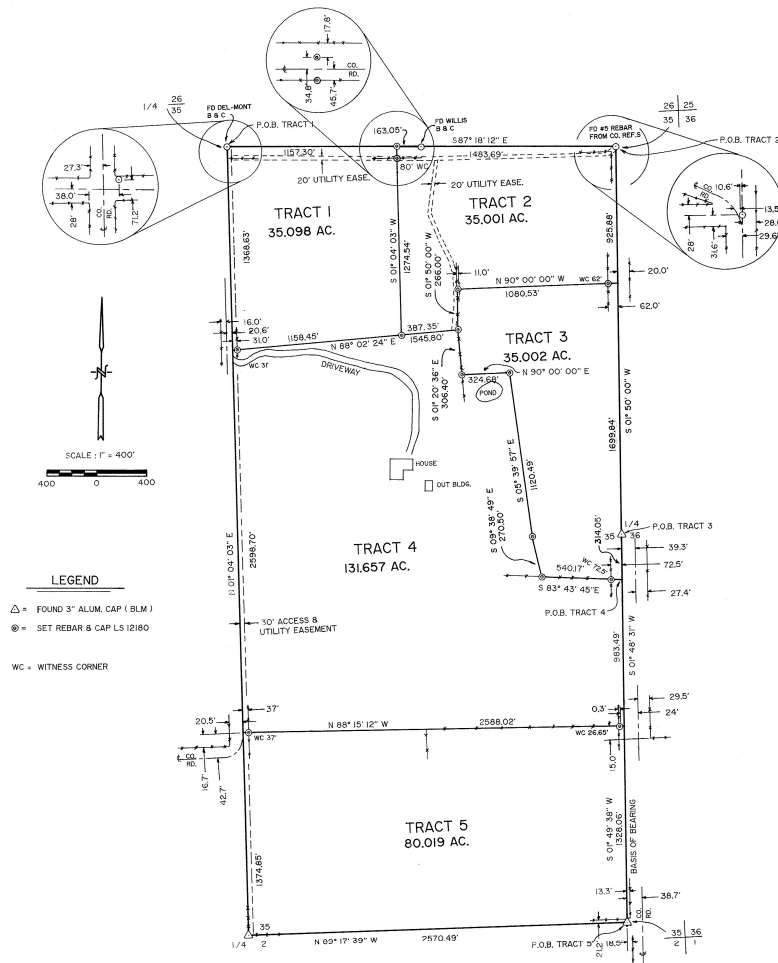 17.8'
CO.
RD.
34.8'
45.7'
1/4
26
35
FD DEL-MONT
B & C
P.O.B. TRACT 1
163.05'
FD WILLIS
B & C
S87° 18' 12" E
1157.30'
1483.69'
80' WC
FD #5 REBAR
FROM CO. REF.S
26 25
35 36
P.O.B. TRACT 2
27.3'
38.0'
28'
CO.
RD.
71.2'
20' UTILITY EASE.
20' UTILITY EASE.
CO.
RD.
10.6'
28'
31.6'
TRACT 1
35.098 AC.
TRACT 2
35.001 AC.
1368.63'
S 01° 04' 03" W
1274.54'
S 01° 50' 00" W
266.00'
925.88'
11.0'
N 90° 00' 00" W
1080.53'
WC 62'
20.0'
62.0'
16.0'
20.6'
31.0'
1158.45'
N 88° 02' 24" E
387.35'
1545.80'
WC 31'
DRIVEWAY
TRACT 3
35.002 AC.
S 01° 20' 36" E
306.40'
324.68'
N 90° 00' 00" E
POND
S 01° 50' 00" W
1699.84'
N
SCALE : 1" = 400'
400 0 400
HOUSE
OUT BLDG.
S 05° 39' 57" E
1120.49'
S 09° 38' 49" E
270.50'
314.05'
1/4
35 36
P.O.B. TRACT 3
39.3'
72.5'
27.4'
WC 72.5'
540.17'
S 83° 43' 45"E
P.O.B. TRACT 4
TRACT 4
131.657 AC.
N 01° 04' 03" E
2598.70'
LEGEND
= FOUND 3" ALUM. CAP ( BLM )
= SET REBAR & CAP LS 12180
WC = WITNESS CORNER
30' ACCESS &
UTILITY EASEMENT
983.49'
S 01° 48' 31" W
37'
20.5'
WC 37'
N 88° 15' 12" W
2588.02'
0.3'
WC 26.65'
29.5'
24'
15.0'
CO.
RD.
16.7'
42.7'
TRACT 5
80.019 AC.
1374.85'
S 01° 49' 38" W
1328.06'
BASIS OF BEARING
13.3'
38.7'
CO.
RD.
35
1/4 2
N 89° 17' 39" W
2570.49'
P.O.B. TRACT 5
21.2'
18.5'
35 36
2 1